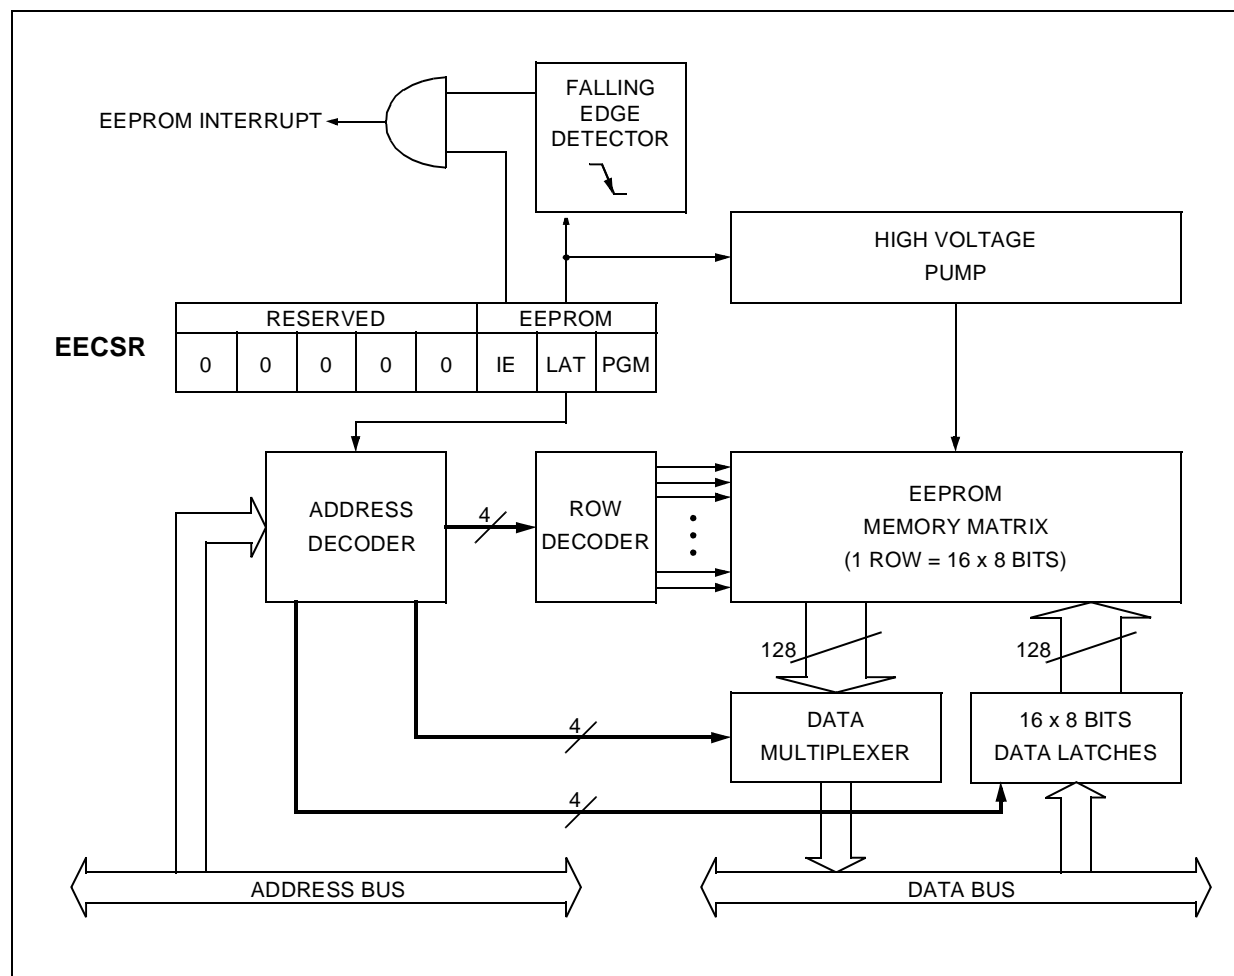 FALLING
EDGE
DETECTOR
EEPROM INTERRUPT
HIGH VOLTAGE
PUMP
RESERVED EEPROM
EECSR
0 0 0 0 0 IE LAT PGM
ADDRESS
DECODER
4
ROW
DECODER
EEPROM
MEMORY MATRIX
(1 ROW = 16 x 8 BITS)
128
128
4
DATA
MULTIPLEXER
16 x 8 BITS
DATA LATCHES
4
ADDRESS BUS
DATA BUS